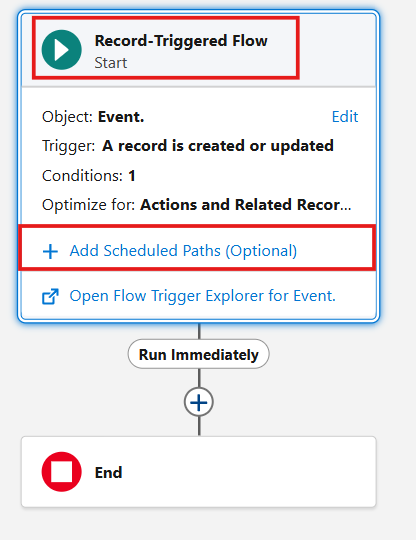 Record-Triggered Flow
Start
Object: Event.
Edit
Trigger: A record is created or updated
Conditions: 1
Optimize for: Actions and Related Recor...
Add Scheduled Paths (Optional)
Open Flow Trigger Explorer for Event.
Run Immediately
End